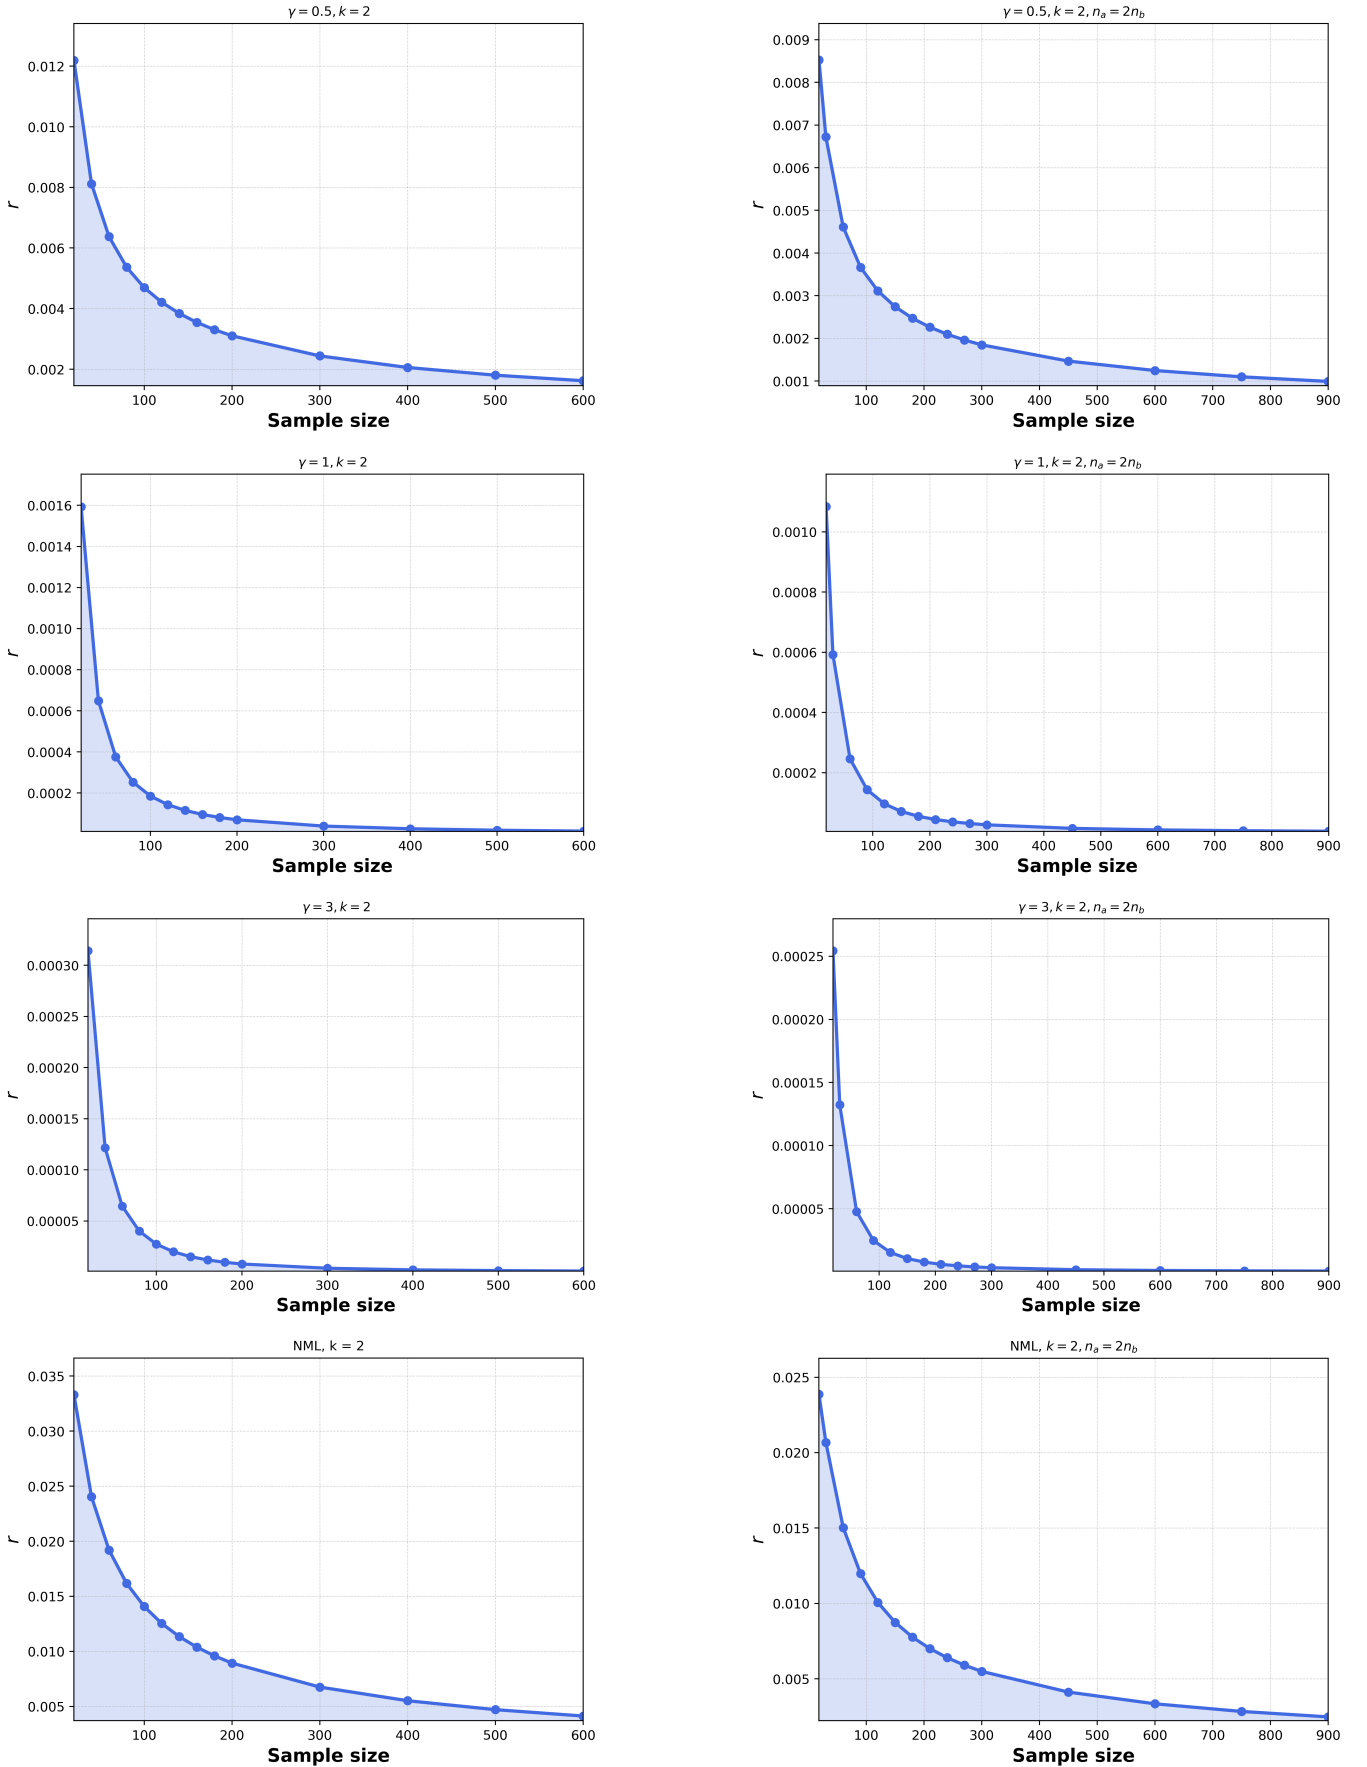 γ = 0.5, k = 2
0.012
0.010
0.008
0.006
0.004
0.002
r
100 200 300 400 500 600
Sample size
γ = 0.5, k = 2, nₐ = 2n_b
0.009
0.008
0.007
0.006
0.005
0.004
0.003
0.002
0.001
r
100 200 300 400 500 600 700 800 900
Sample size
γ = 1, k = 2
0.0016
0.0014
0.0012
0.0010
0.0008
0.0006
0.0004
0.0002
r
100 200 300 400 500 600
Sample size
γ = 1, k = 2, nₐ = 2n_b
0.0010
0.0008
0.0006
0.0004
0.0002
r
100 200 300 400 500 600 700 800 900
Sample size
γ = 3, k = 2
0.00030
0.00025
0.00020
0.00015
0.00010
0.00005
r
100 200 300 400 500 600
Sample size
γ = 3, k = 2, nₐ = 2n_b
0.00025
0.00020
0.00015
0.00010
0.00005
r
100 200 300 400 500 600 700 800 900
Sample size
NML, k = 2
0.035
0.030
0.025
0.020
0.015
0.010
0.005
r
100 200 300 400 500 600
Sample size
NML, k = 2, nₐ = 2n_b
0.025
0.020
0.015
0.010
0.005
r
100 200 300 400 500 600 700 800 900
Sample size